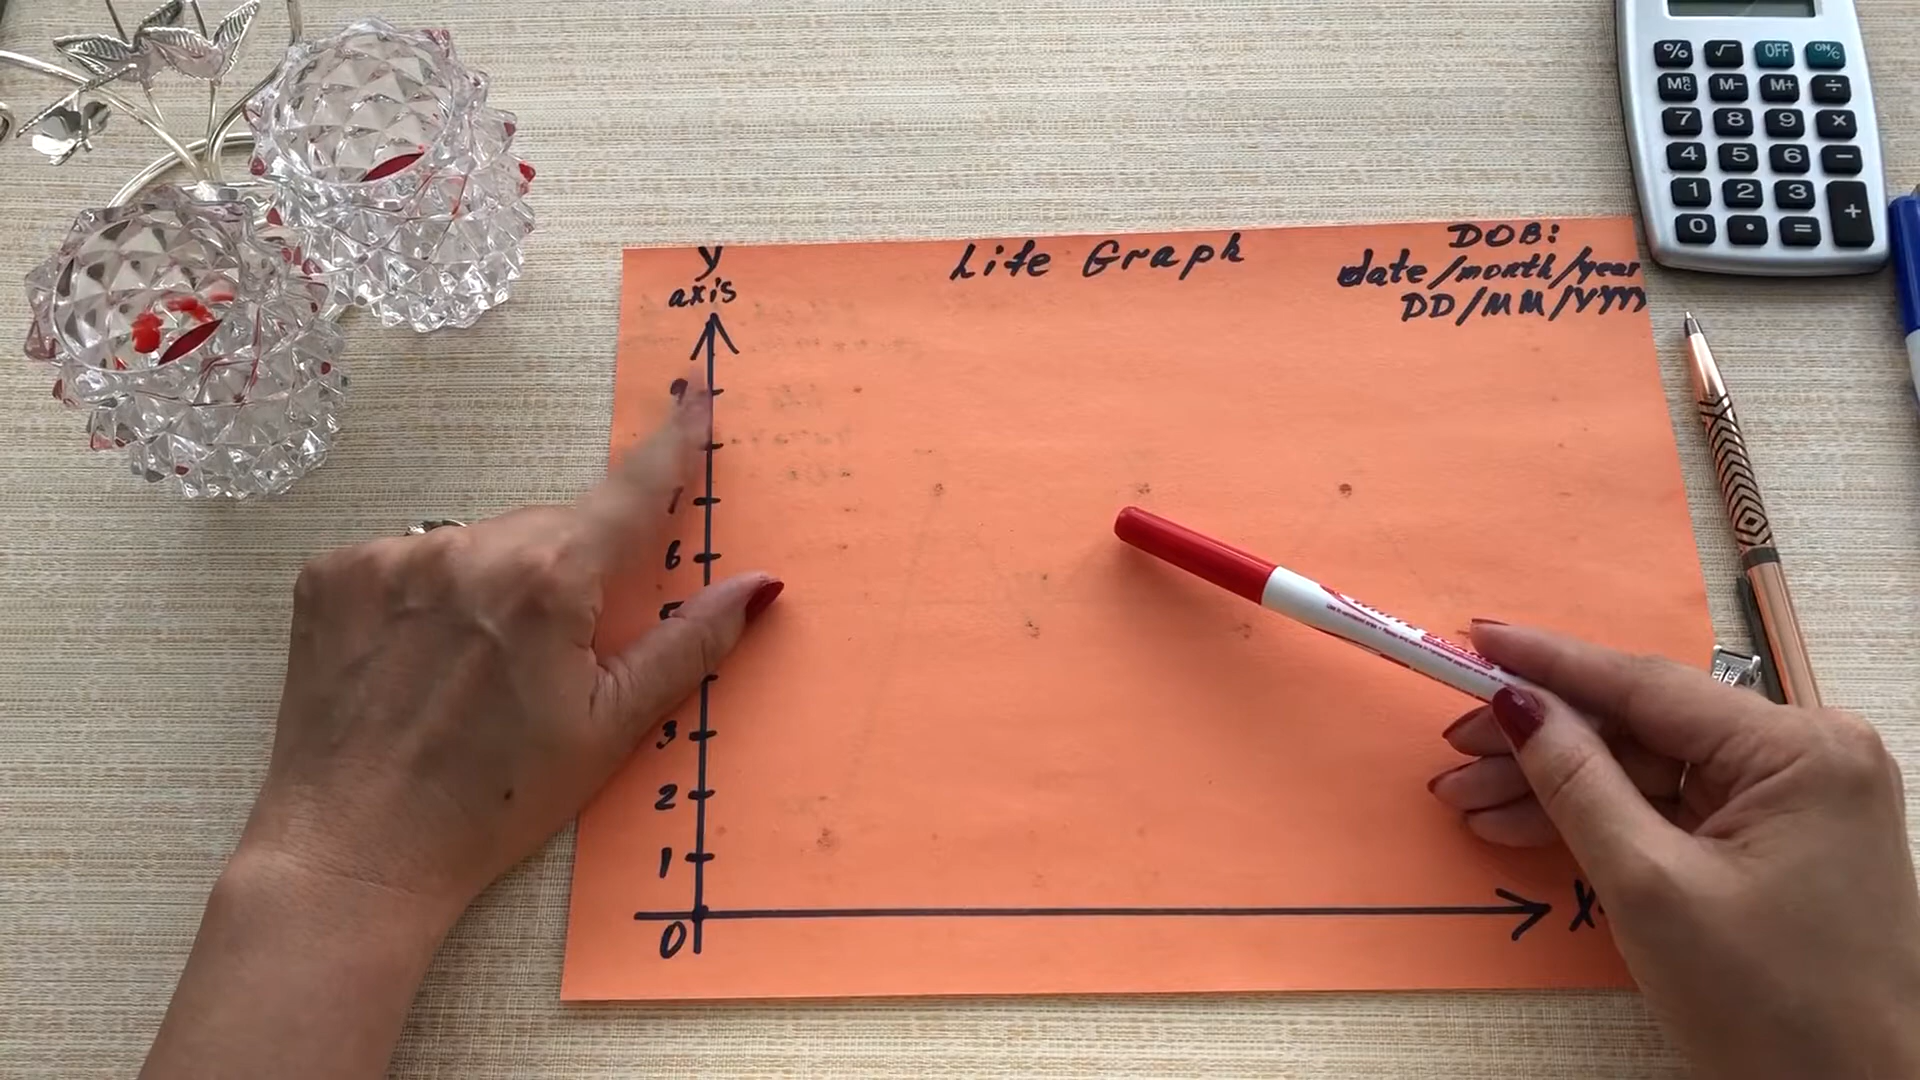 % √ OFF ON/C
M- M+ ÷
7 8 9 ×
4 5 6 −
1 2 3
0 . = +
Life Graph
DOB:
date/month/year
DD/MM/YYYY
y
axis
9
7
6
5
3
2
1
0
X